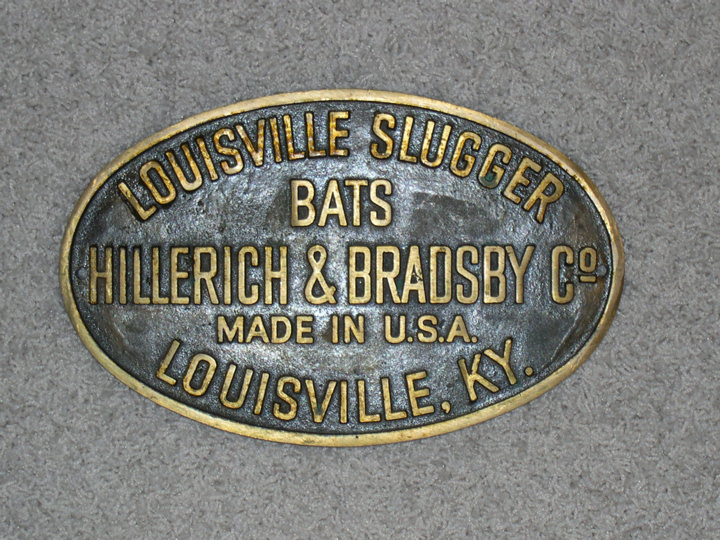 LOUISVILLE SLUGGER
BATS
HILLERICH & BRADSBY Cº
MADE IN U.S.A.
LOUISVILLE, KY.